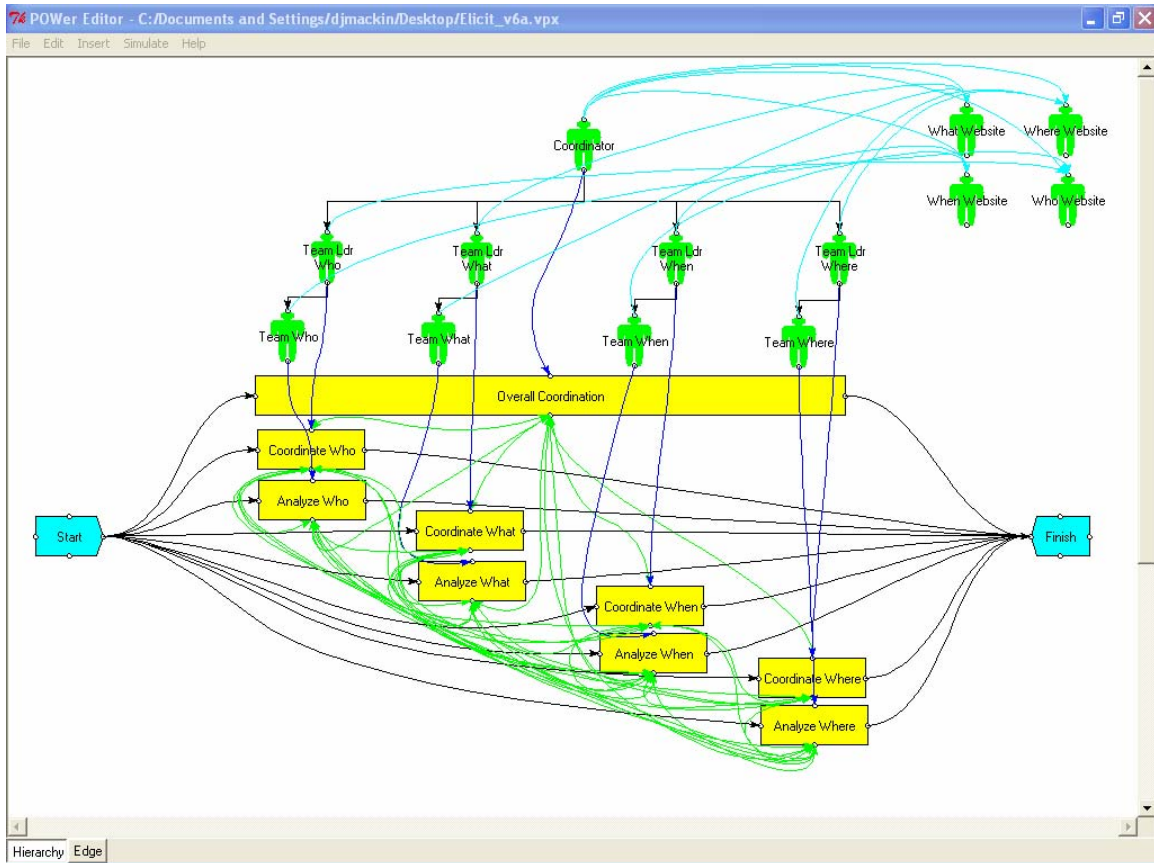 POWer Editor - C:/Documents and Settings/djmackin/Desktop/Elicit_v6a.vpx
File Edit Insert Simulate Help
Coordinator
What Website
Where Website
When Website
Who Website
Team Ldr
Who
Team Ldr
What
Team Ldr
When
Team Ldr
Where
Team Who
Team What
Team When
Team Where
Overall Coordination
Coordinate Who
Analyze Who
Coordinate What
Start
Finish
Analyze What
Coordinate When
Analyze When
Coordinate Where
Analyze Where
Hierarchy Edge